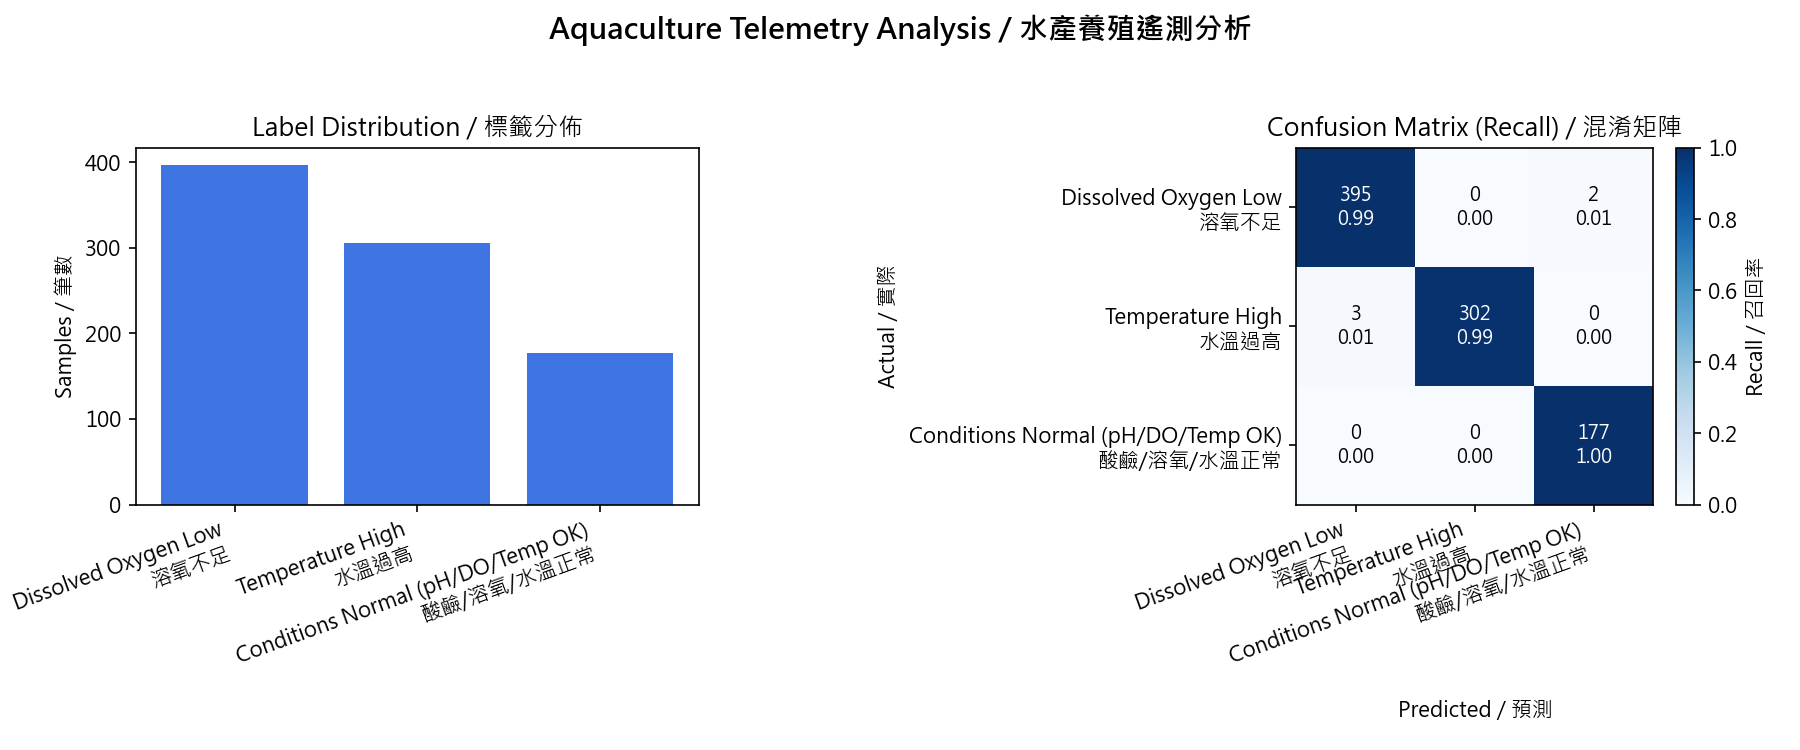 Aquaculture Telemetry Analysis / 水產養殖遙測分析
Label Distribution / 標籤分佈
Samples / 筆數
400
300
200
100
0
Dissolved Oxygen Low
溶氧不足
Temperature High
水溫過高
Conditions Normal (pH/DO/Temp OK)
酸鹼/溶氧/水溫正常
Confusion Matrix (Recall) / 混淆矩陣
Actual / 實際
Dissolved Oxygen Low
溶氧不足
Temperature High
水溫過高
Conditions Normal (pH/DO/Temp OK)
酸鹼/溶氧/水溫正常
395 0 2
0.99 0.00 0.01
3 302 0
0.01 0.99 0.00
0 0 177
0.00 0.00 1.00
Dissolved Oxygen Low
溶氧不足
Temperature High
水溫過高
Conditions Normal (pH/DO/Temp OK)
酸鹼/溶氧/水溫正常
Predicted / 預測
1.0
0.8
0.6
0.4
0.2
0.0
Recall / 召回率